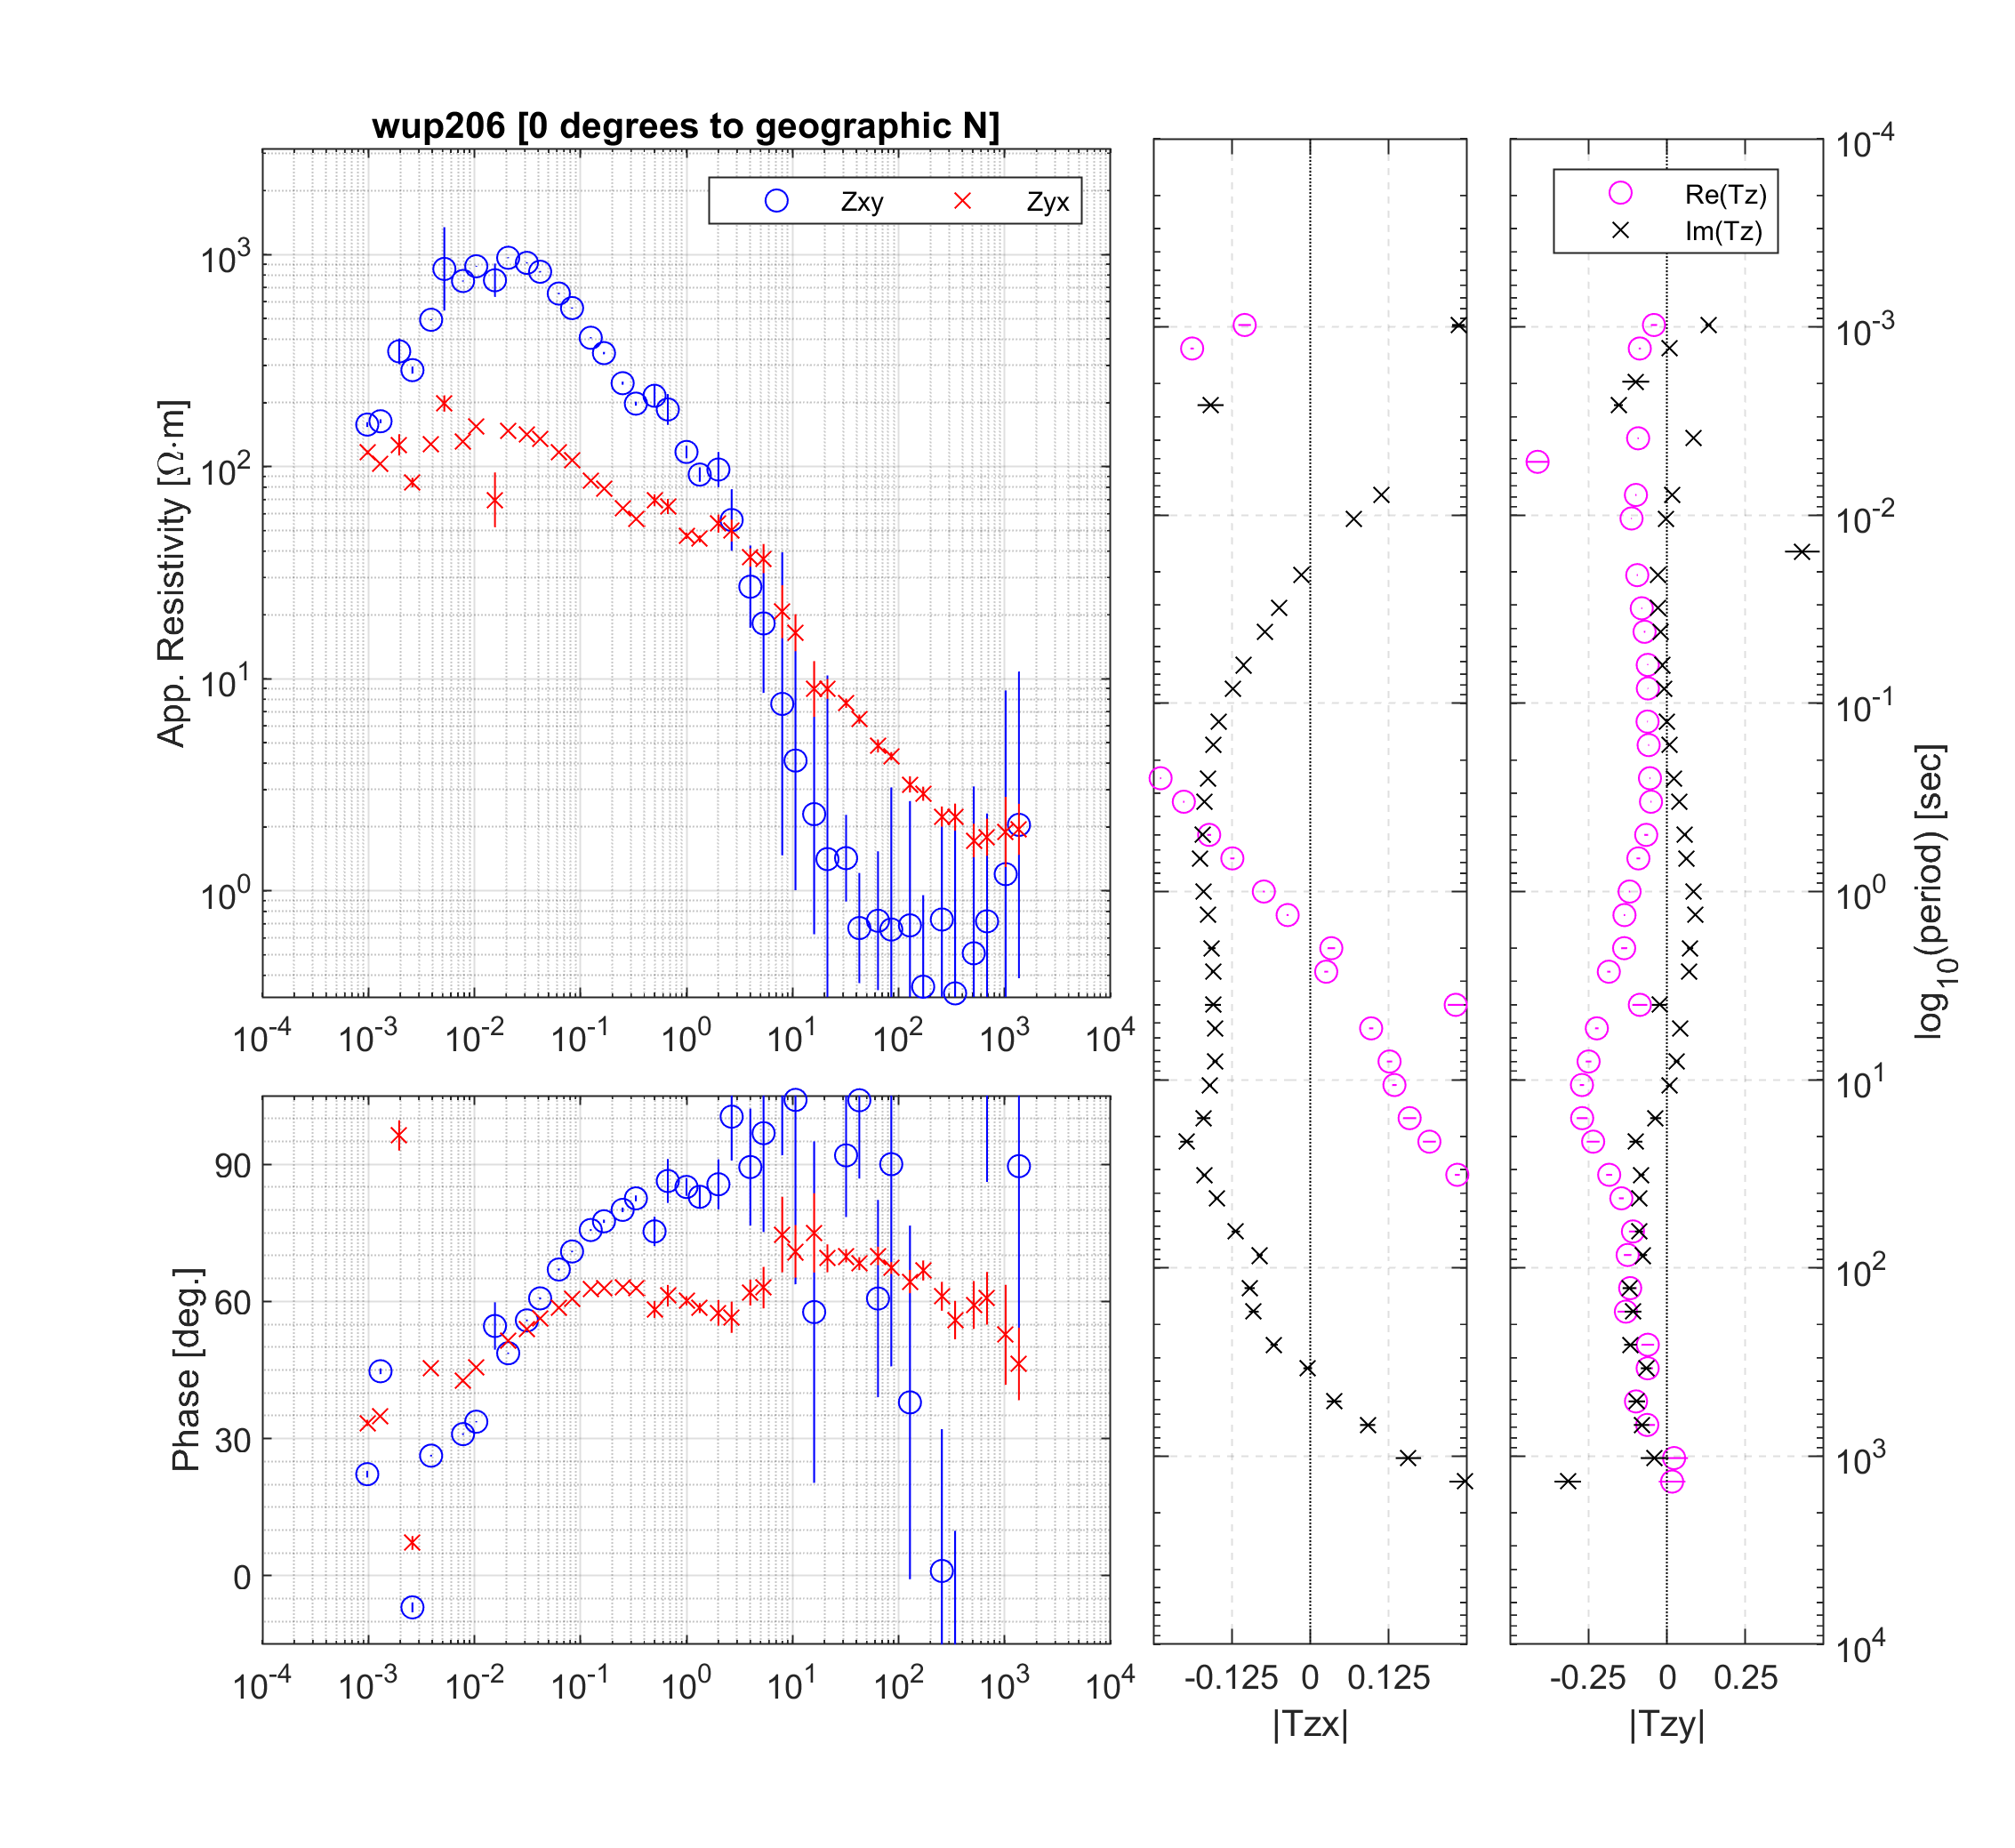 wup206 [0 degrees to geographic N]
Zxy Zyx
App. Resistivity [Ω·m]
10^3
10^2
10^1
10^0
10^-4 10^-3 10^-2 10^-1 10^0 10^1 10^2 10^3 10^4
Phase [deg.]
90
60
30
0
10^-4 10^-3 10^-2 10^-1 10^0 10^1 10^2 10^3 10^4
-0.125 0 0.125
|Tzx|
Re(Tz)
Im(Tz)
-0.25 0 0.25
|Tzy|
10^-4
10^-3
10^-2
10^-1
10^0
10^1
10^2
10^3
10^4
log_10(period) [sec]